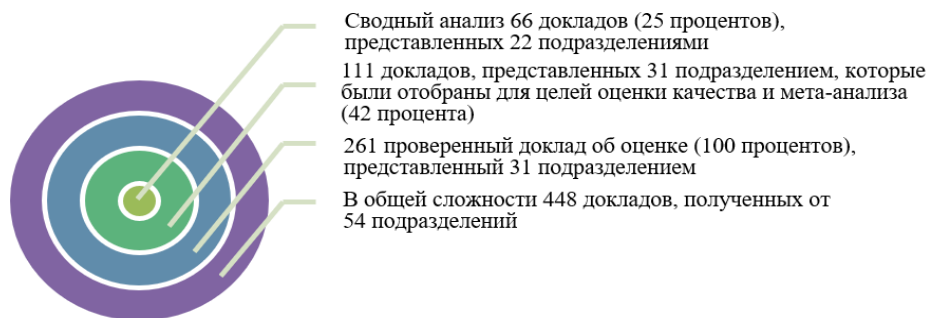 Сводный анализ 66 докладов (25 процентов),
представленных 22 подразделениями
111 докладов, представленных 31 подразделением, которые
были отобраны для целей оценки качества и мета-анализа
(42 процента)
261 проверенный доклад об оценке (100 процентов),
представленный 31 подразделением
В общей сложности 448 докладов, полученных от
54 подразделений